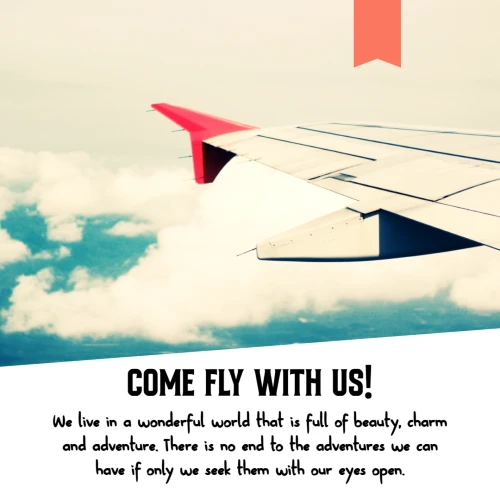 COME FLY WITH US!
We live in a wonderful world that is full of beauty, charm
and adventure. There is no end to the adventures we can
have if only we seek them with our eyes open.